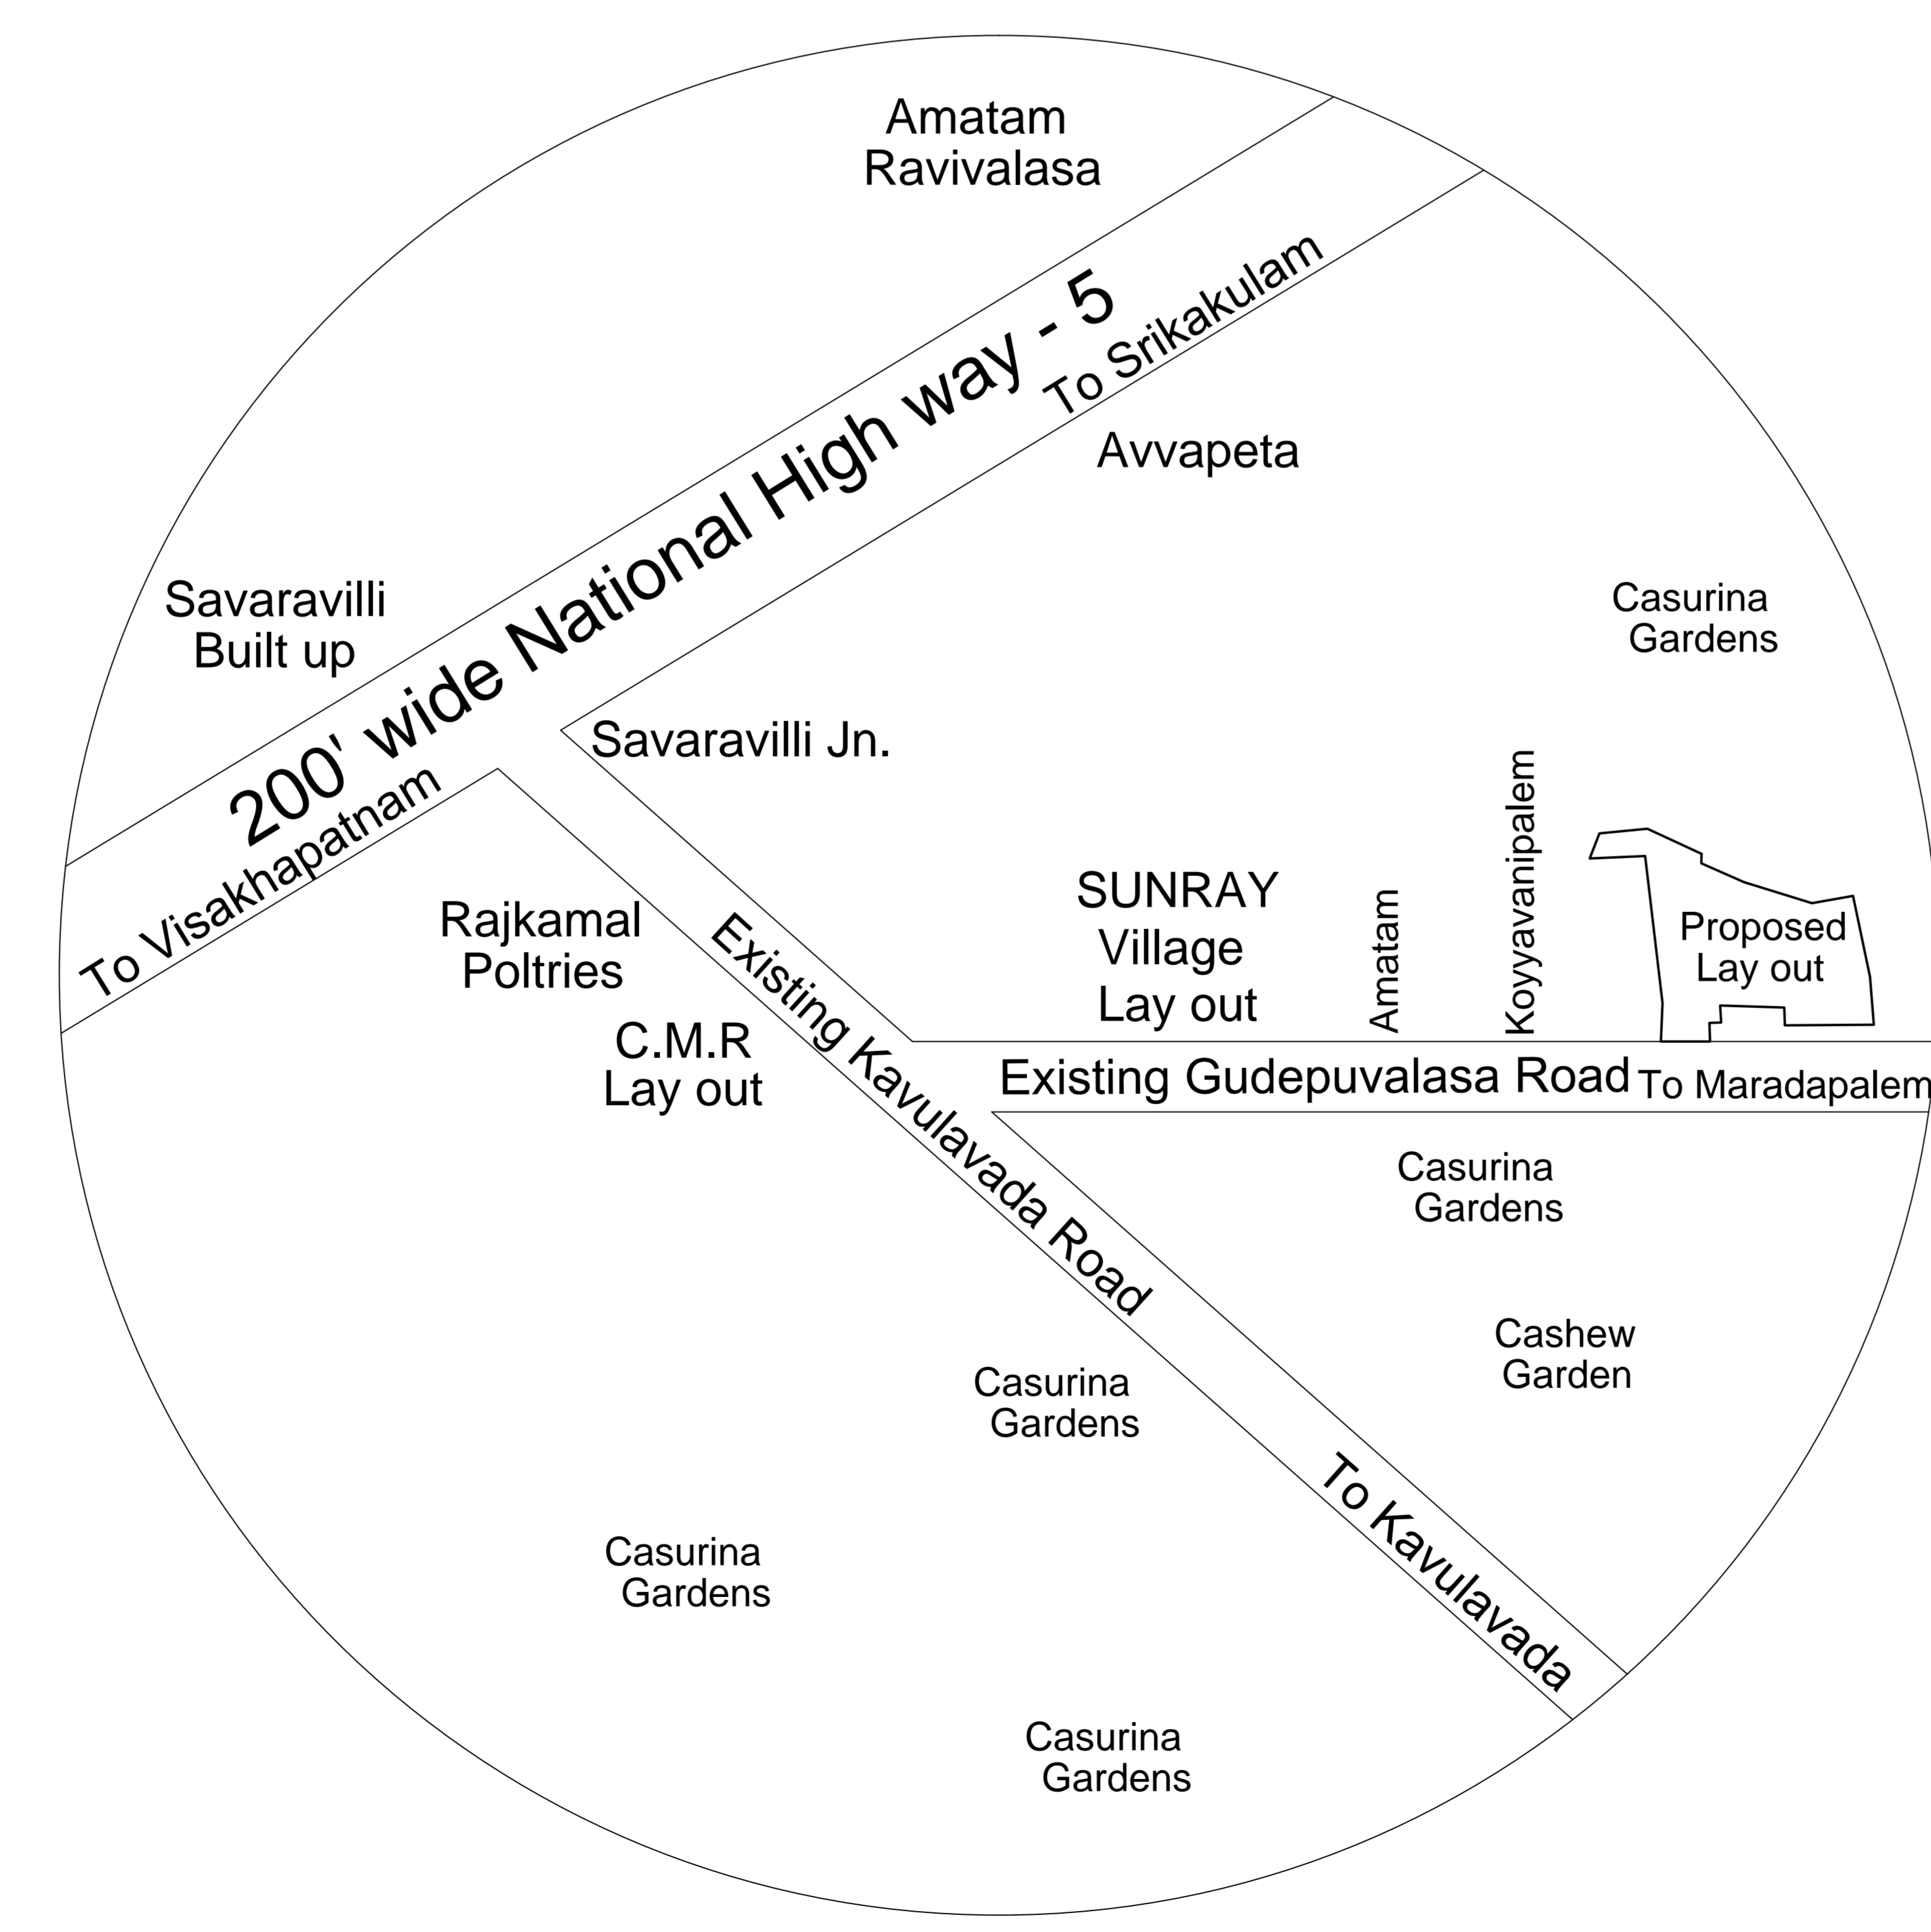 Amatam
Ravivalasa
200' wide National High way - 5
To Srikakulam
Avvapeta
Savaravilli
Built up
Casurina
Gardens
Savaravilli Jn.
To Visakhapatnam
Rajkamal
Poltries
SUNRAY
Village
Lay out
Amatam
Koyyavanipalem
Proposed
Lay out
C.M.R
Lay out
Existing Kavulavada Road
Existing Gudepuvalasa Road
To Maradapalem
Casurina
Gardens
Cashew
Garden
Casurina
Gardens
To Kavulavada
Casurina
Gardens
Casurina
Gardens